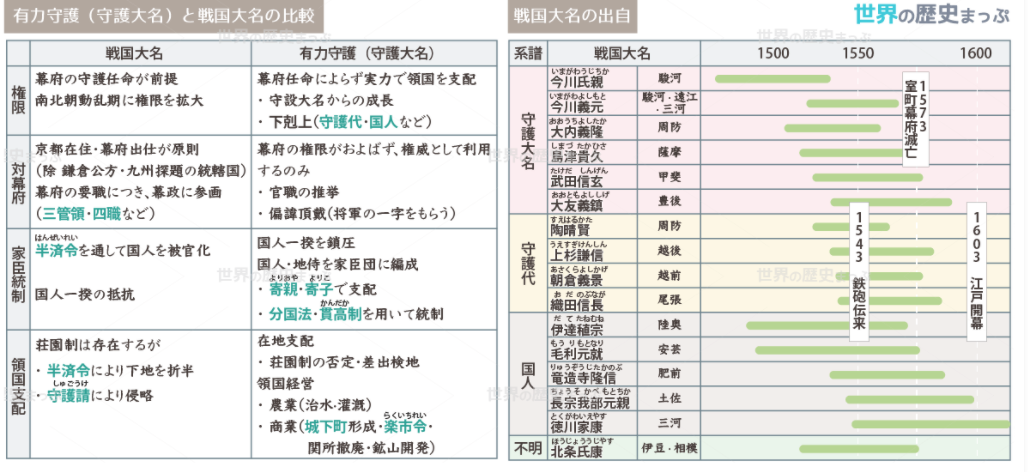 有力守護（守護大名）と戦国大名の比較
戦国大名
有力守護（守護大名）
権限
幕府の守護任命が前提
南北朝動乱期に権限を拡大
幕府任命によらず実力で領国を支配
・守設大名からの成長
・下剋上（守護代・国人など）
対幕府
京都在住・幕府出仕が原則
（除 鎌倉公方・九州探題の統轄国）
幕府の要職につき、幕政に参画
（三管領・四職など）
幕府の権限がおよばず、権威として利用
するのみ
・官職の推挙
・偏諱頂戴（将軍の一字をもらう）
家臣統制
はんぜいれい
半済令を通して国人を被官化
国人一揆の抵抗
国人一揆を鎮圧
国人・地侍を家臣団に編成
よりおや よりこ
・寄親・寄子で支配
かんだか
・分国法・貫高制を用いて統制
領国支配
荘園制は存在するが
・半済令により下地を折半
しゅごうけ
・守護請により侵略
在地支配
・荘園制の否定・差出検地
領国経営
・農業（治水・灌漑）
らくいちれい
・商業（城下町形成・楽市令・
関所撤廃・鉱山開発）
戦国大名の出自
世界の歴史まっぷ
系譜
戦国大名
1500
1550
1600
守護大名
いまがわうじちか
今川氏親
駿河
いまがわよしもと
今川義元
駿河・遠江
・三河
おおうちよしたか
大内義隆
周防
しまづ たかひさ
島津貴久
薩摩
たけだ しんげん
武田信玄
甲斐
おおともよししげ
大友義鎮
豊後
守護代
すえはるかた
陶晴賢
周防
うえすぎけんしん
上杉謙信
越後
あさくらよしかげ
朝倉義景
越前
おだ のぶなが
織田信長
尾張
国人
だて たねむね
伊達稙宗
陸奥
もうりもとなり
毛利元就
安芸
りゅうぞうじたかのぶ
竜造寺隆信
肥前
ちょうそかべもとちか
長宗我部元親
土佐
とくがわいえやす
徳川家康
三河
不明
ほうじょううじやす
北条氏康
伊豆・相模
1573
室町幕府滅亡
1543 鉄砲伝来
1603 江戸開幕